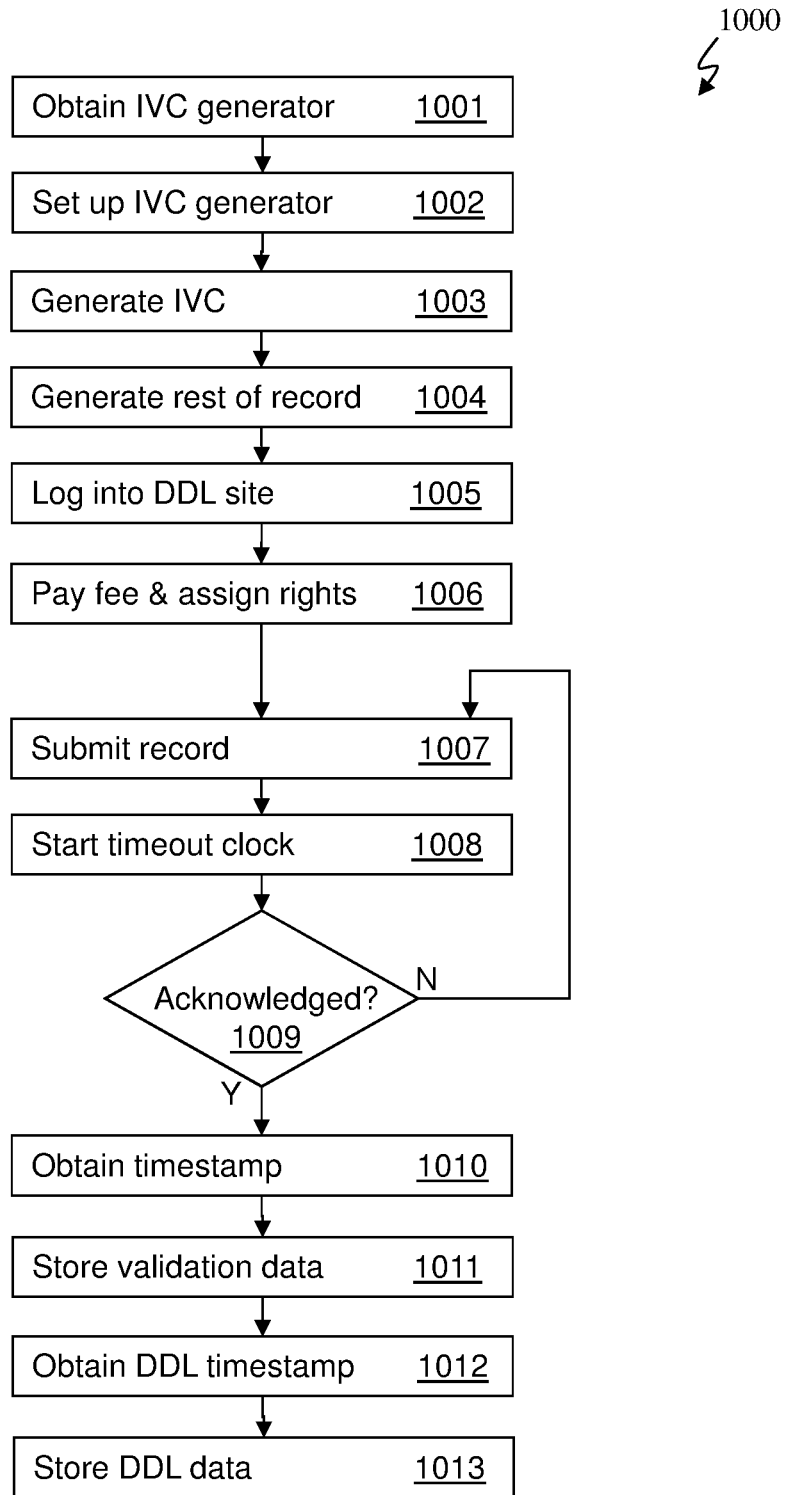 1000
Obtain IVC generator 1001
Set up IVC generator 1002
Generate IVC 1003
Generate rest of record 1004
Log into DDL site 1005
Pay fee & assign rights 1006
Submit record 1007
Start timeout clock 1008
N
Acknowledged?
1009
Y
Obtain timestamp 1010
Store validation data 1011
Obtain DDL timestamp 1012
Store DDL data 1013